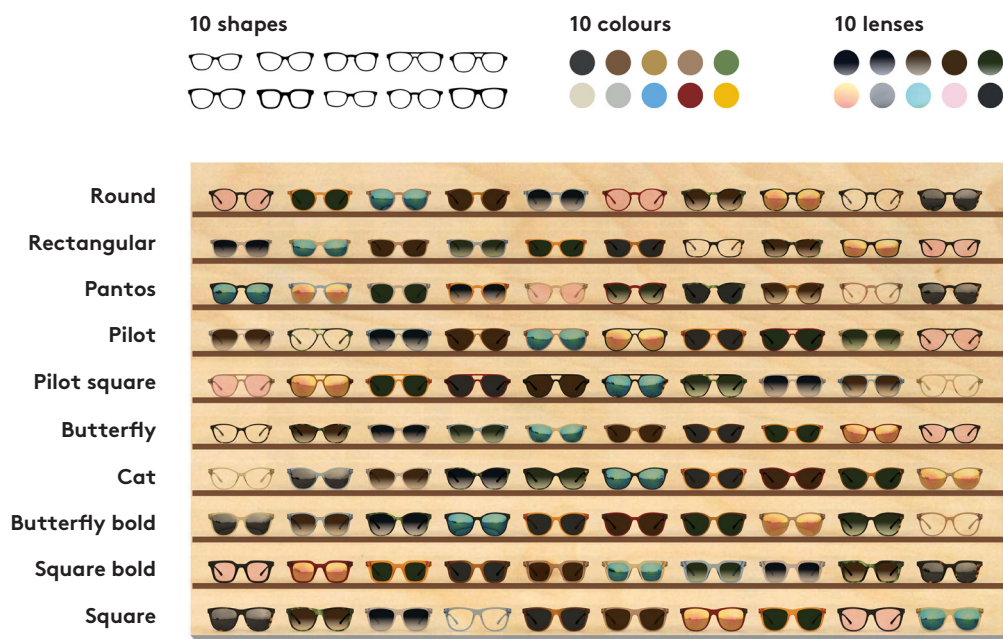 10 shapes
10 colours
10 lenses
Round
Rectangular
Pantos
Pilot
Pilot square
Butterfly
Cat
Butterfly bold
Square bold
Square